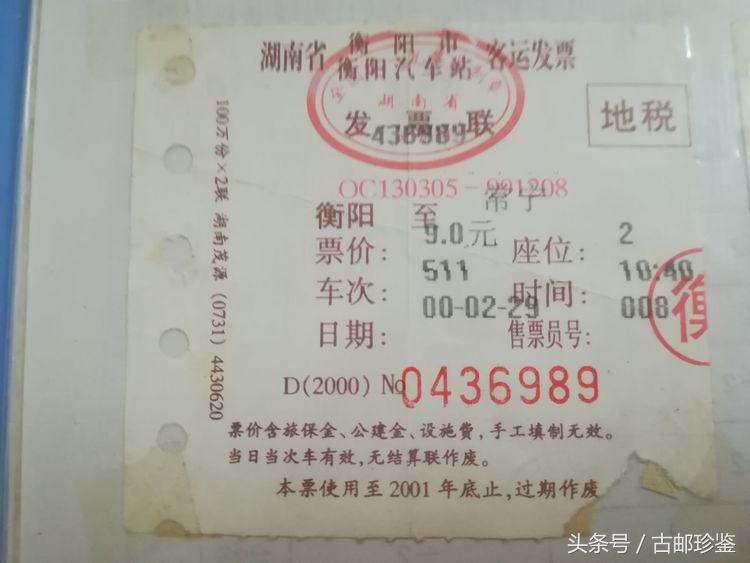 湖南省 衡阳市 客运发票
衡阳汽车站
湖南省
发票联
436989
地税
OC130305-991208
常宁
衡阳 至
票价： 9.0元 座位： 2
车次： 511 时间： 10:40
日期： 00-02-29 售票员号： 008
D(2000) No 0436989
票价含旅保金、公建金、设施费，手工填制无效。
当日当次车有效，无结算联作废。
本票使用至 2001 年底止，过期作废
100万份×2联 湖南茂源 (0731) 4430620
衡
头条号 / 古邮珍鉴